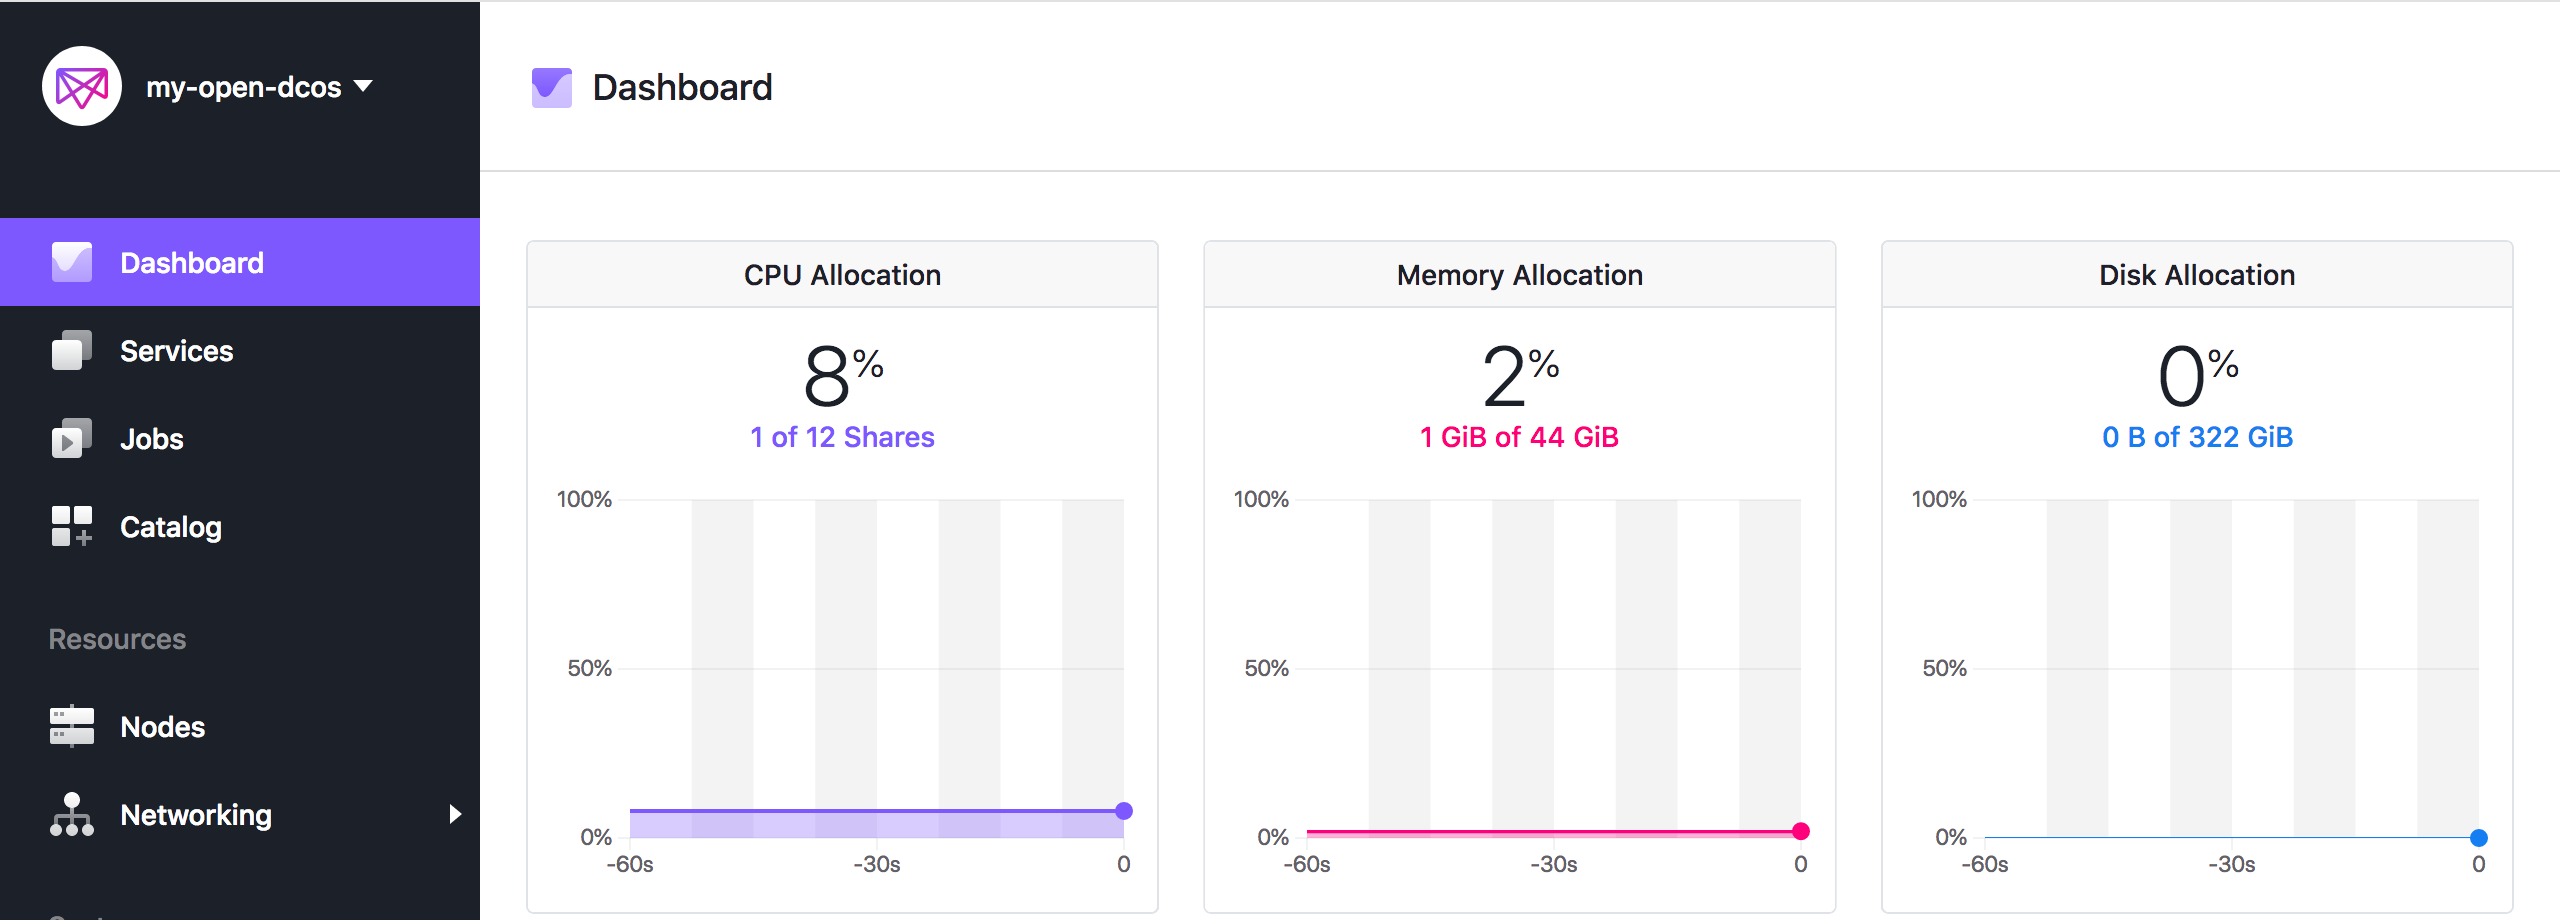 my-open-dcos
Dashboard
Services
Jobs
Catalog
Resources
Nodes
Networking
Dashboard
CPU Allocation
8%
1 of 12 Shares
100%
50%
0%
-60s -30s 0
Memory Allocation
2%
1 GiB of 44 GiB
100%
50%
0%
-60s -30s 0
Disk Allocation
0%
0 B of 322 GiB
100%
50%
0%
-60s -30s 0